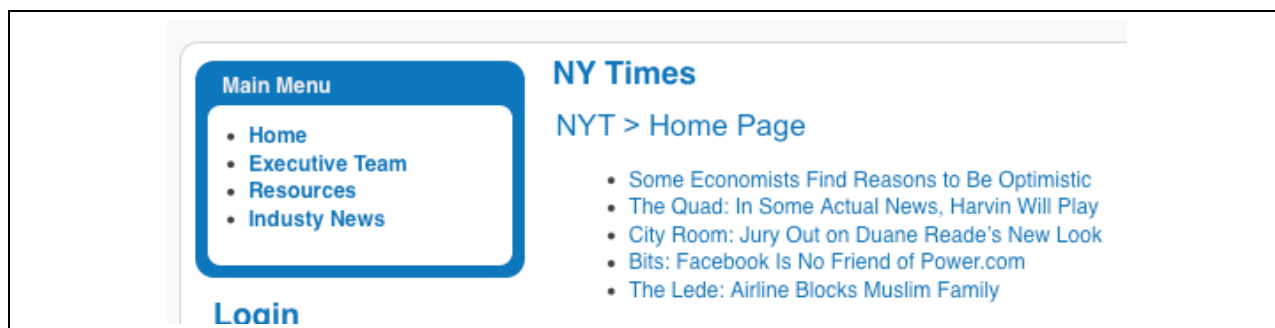 Main Menu
Home
Executive Team
Resources
Industy News
Login
NY Times
NYT > Home Page
Some Economists Find Reasons to Be Optimistic
The Quad: In Some Actual News, Harvin Will Play
City Room: Jury Out on Duane Reade's New Look
Bits: Facebook Is No Friend of Power.com
The Lede: Airline Blocks Muslim Family